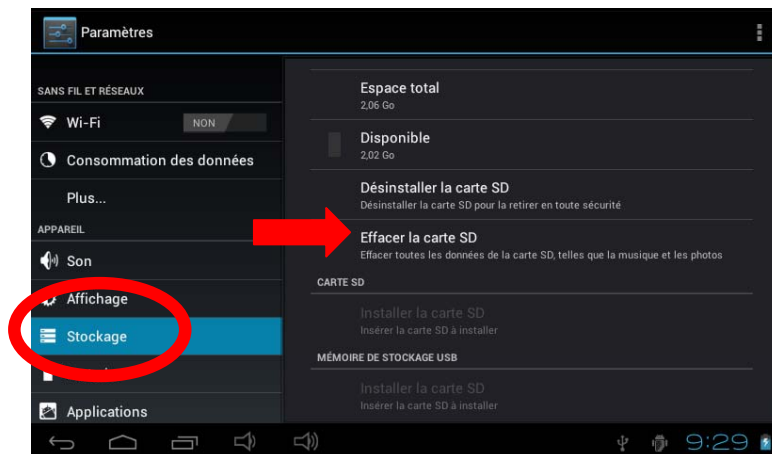 Paramètres
SANS FIL ET RÉSEAUX
Wi-Fi
NON
Consommation des données
Plus...
APPAREIL
Son
Affichage
Stockage
Applications
Espace total
2,06 Go
Disponible
2,02 Go
Désinstaller la carte SD
Désinstaller la carte SD pour la retirer en toute sécurité
Effacer la carte SD
Effacer toutes les données de la carte SD, telles que la musique et les photos
CARTE SD
Installer la carte SD
Insérer la carte SD à installer
MÉMOIRE DE STOCKAGE USB
Installer la carte SD
Insérer la carte SD à installer
9:29